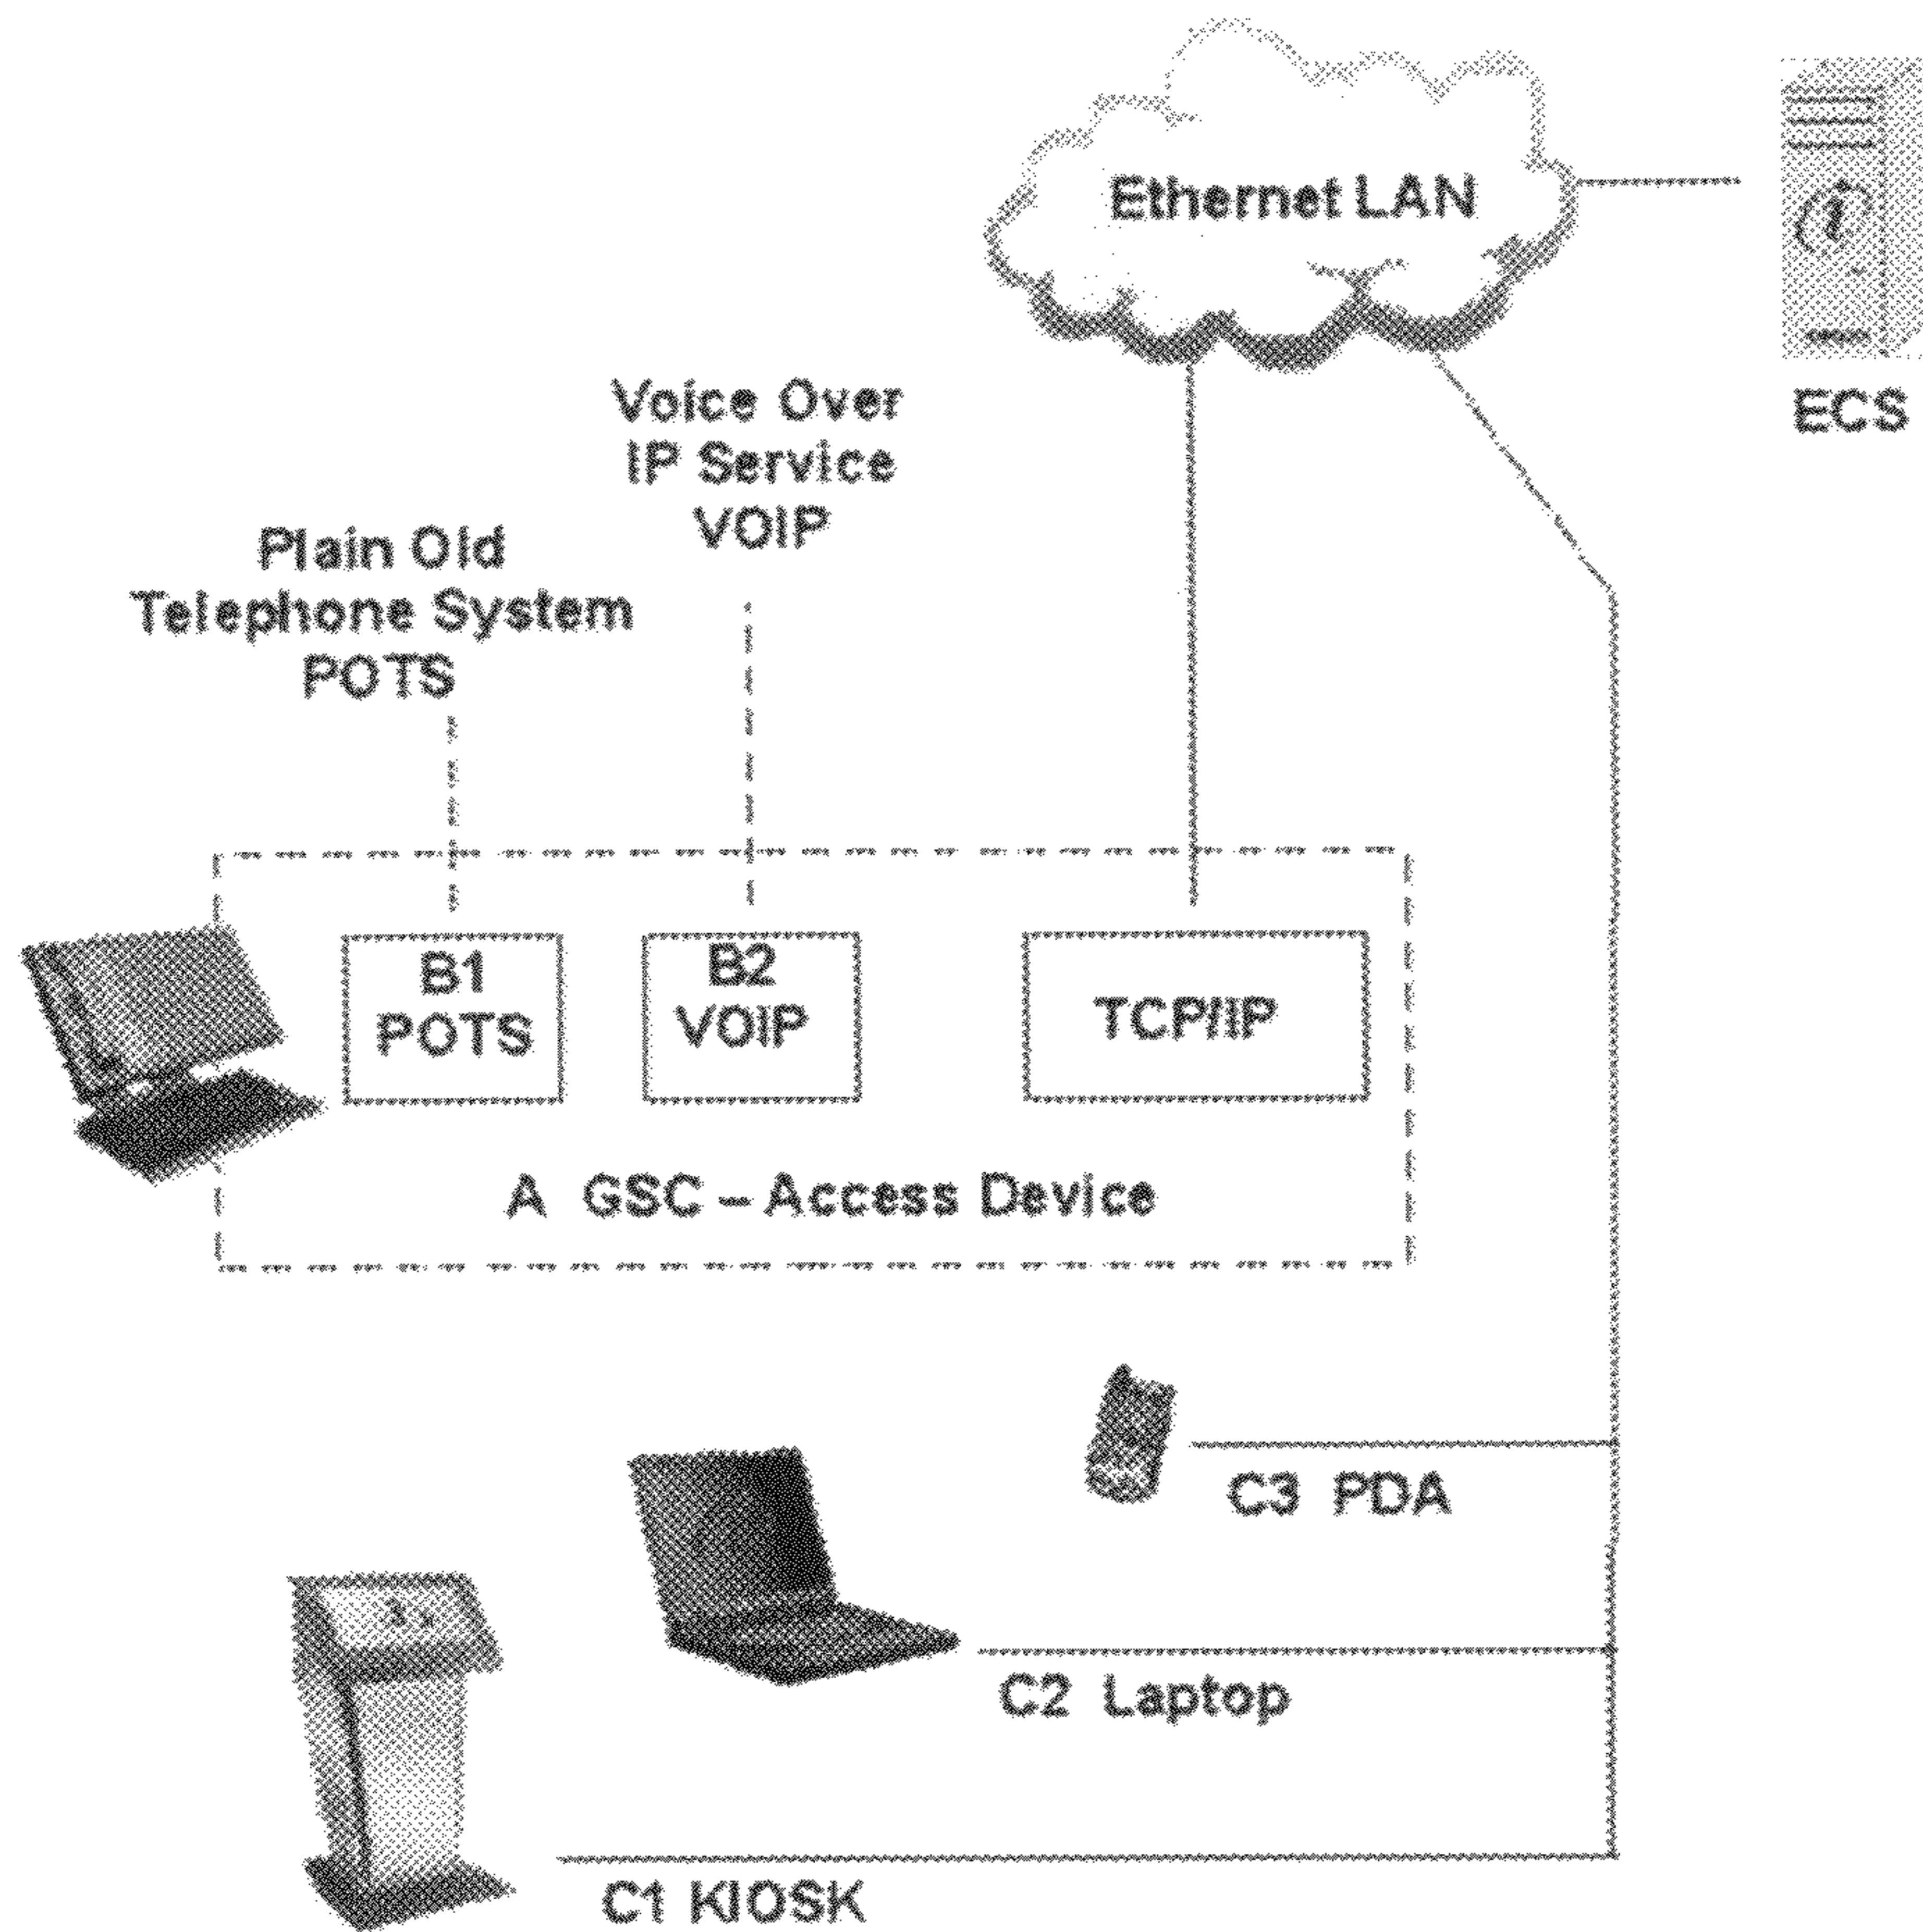 Ethernet LAN
i
ECS
Voice Over
IP Service
VOIP
Plain Old
Telephone System
POTS
B1
POTS
B2
VOIP
TCP/IP
A GSC – Access Device
C3 PDA
C2 Laptop
C1 KIOSK